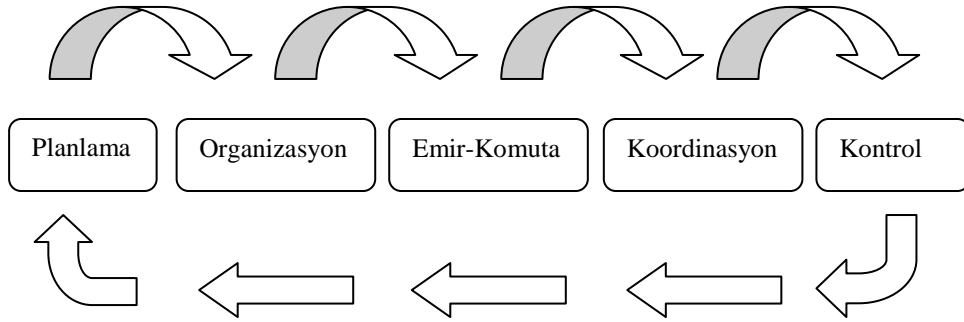 Planlama
Organizasyon
Emir-Komuta
Koordinasyon
Kontrol